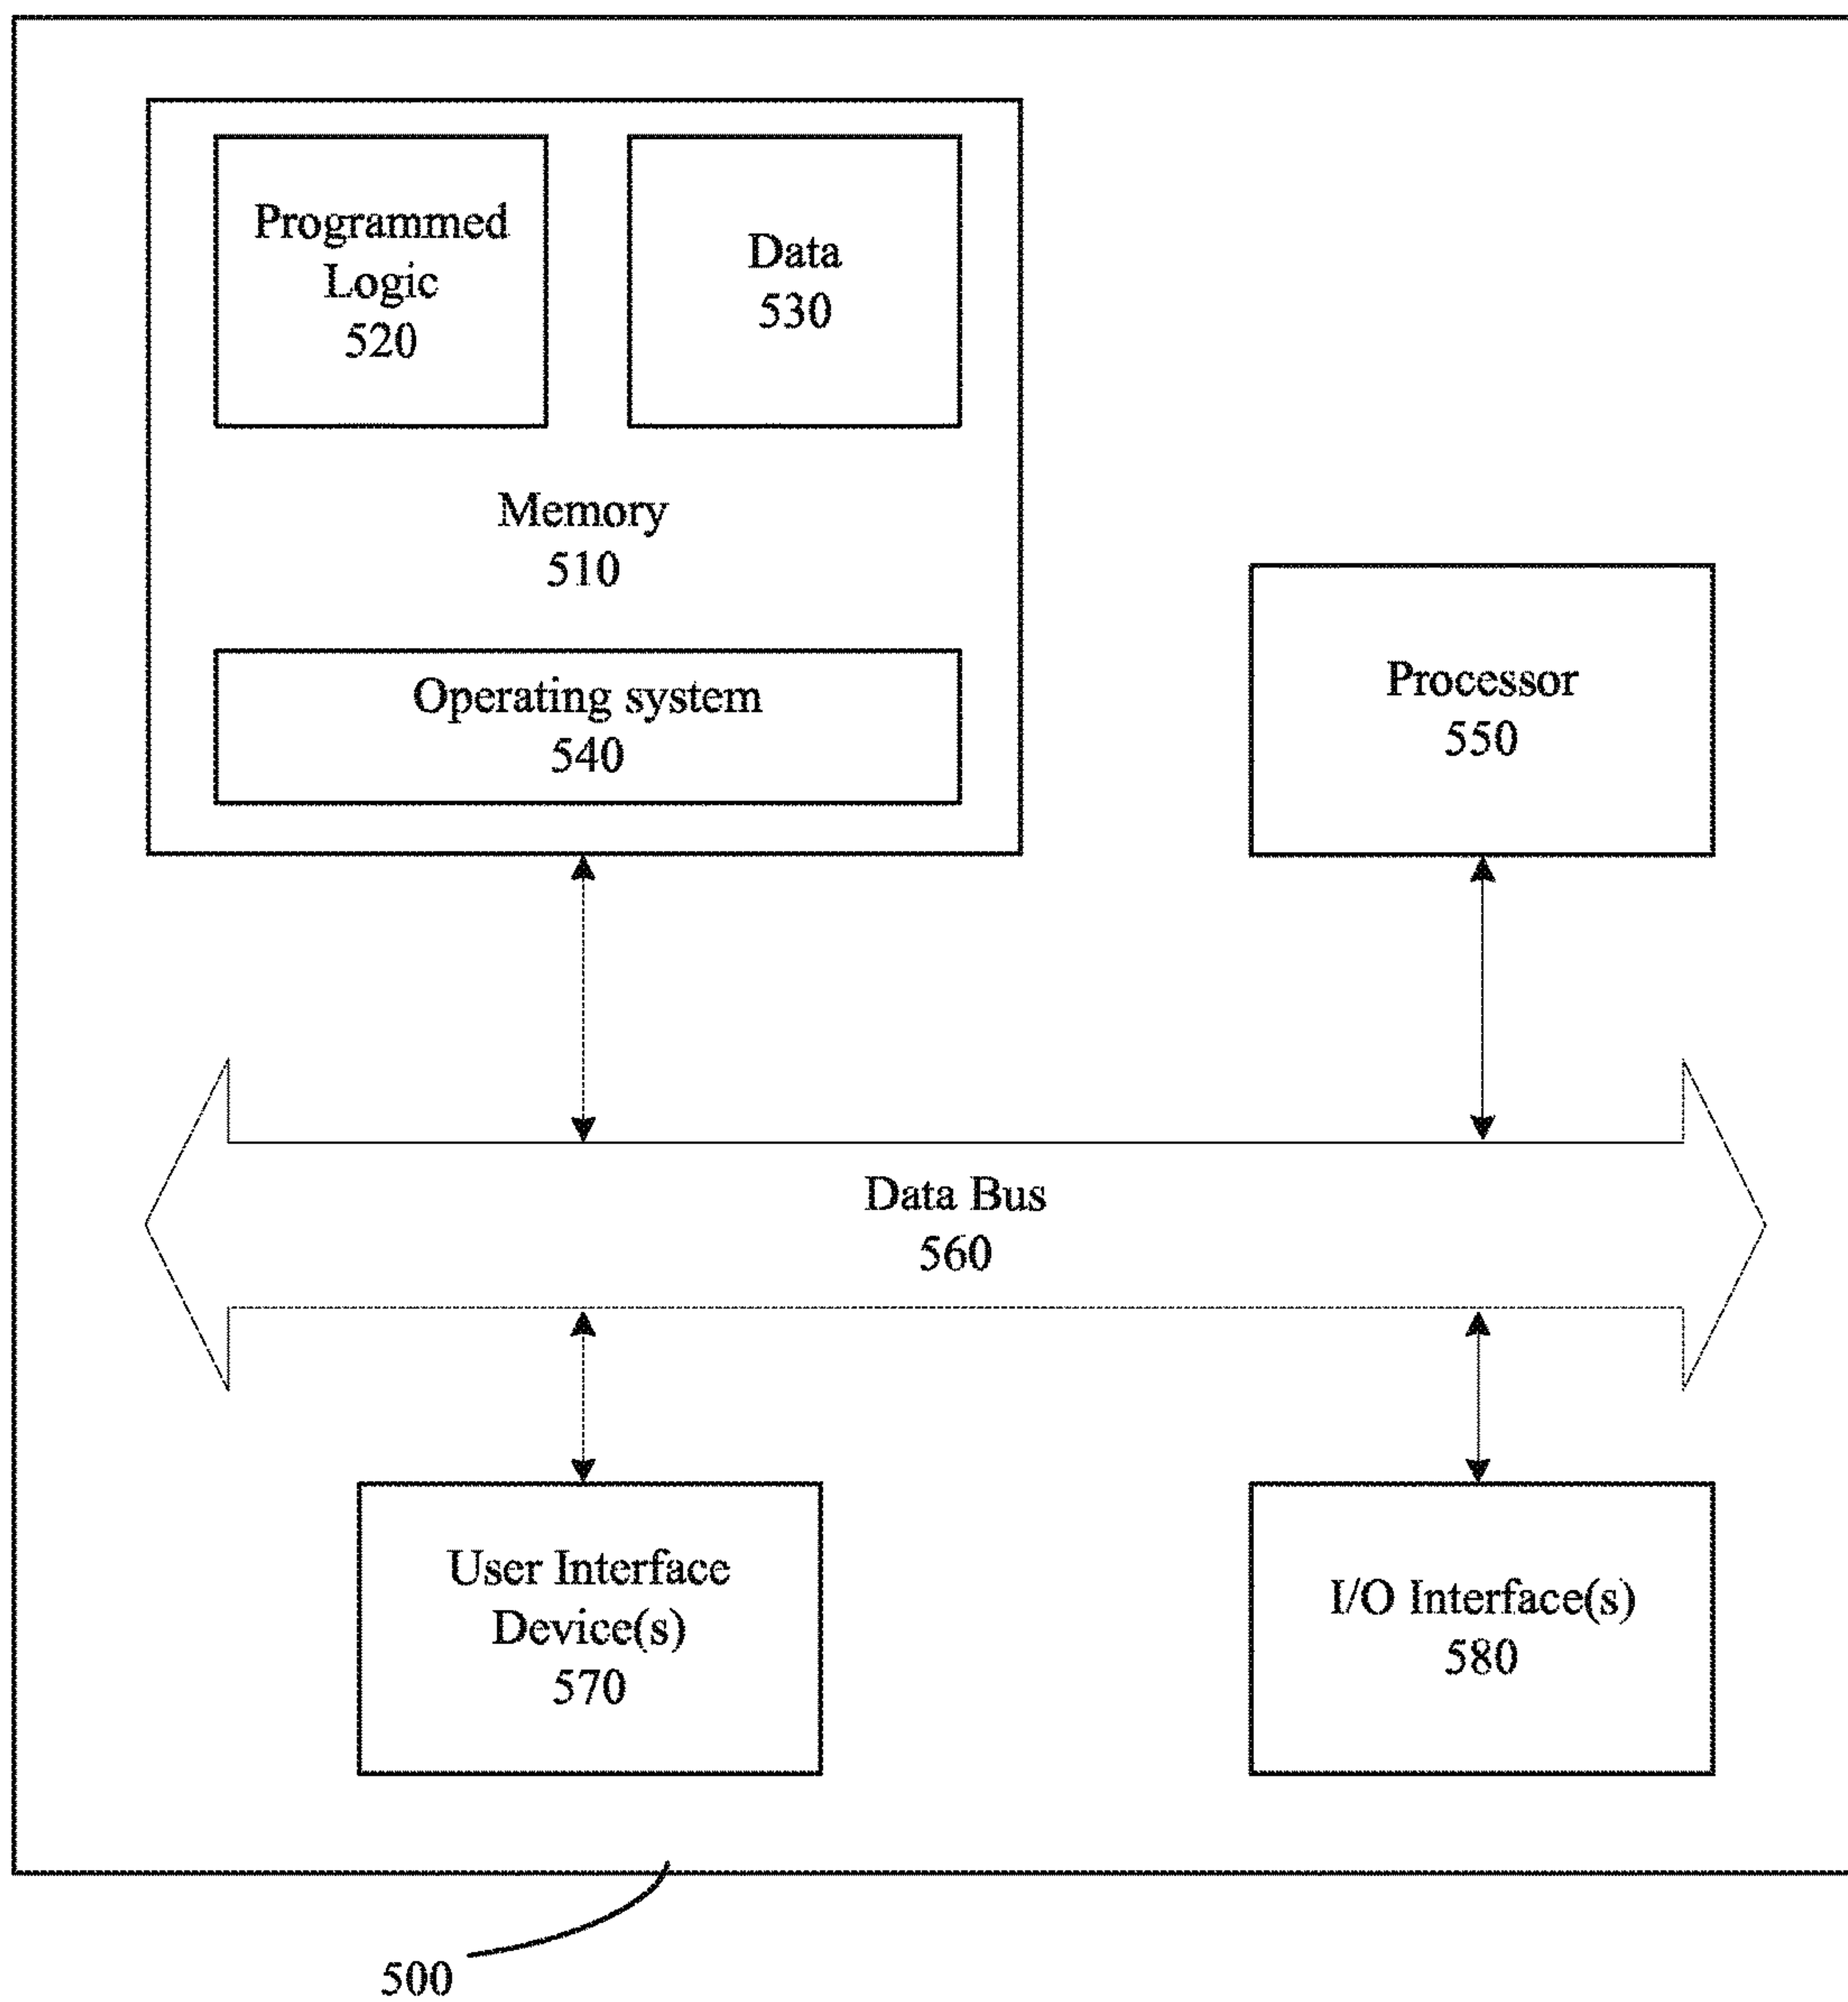 Programmed
Logic
520
Data
530
Memory
510
Operating system
540
Processor
550
Data Bus
560
User Interface
Device(s)
570
I/O Interface(s)
580
500